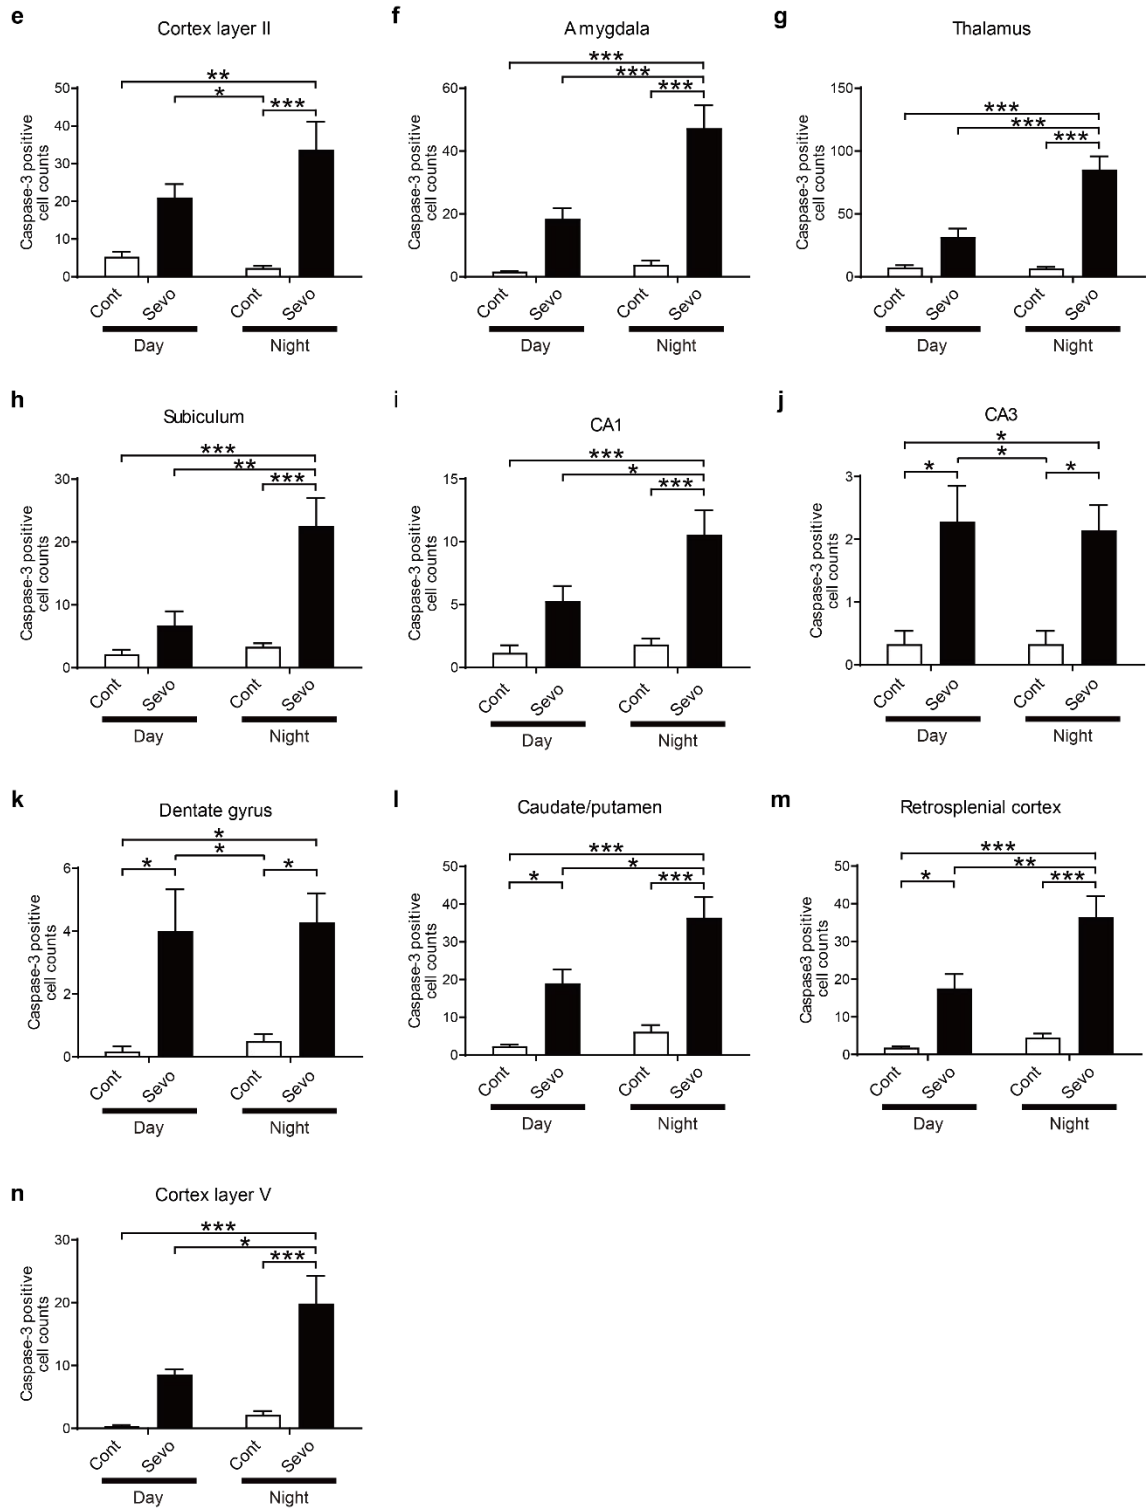 e
Cortex layer II
**
*
***
Caspase-3 positive
cell counts
50
40
30
20
10
0
Cont
Sevo
Cont
Sevo
Day
Night
f
Amygdala
***
***
***
Caspase-3 positive
cell counts
60
40
20
0
Cont
Sevo
Cont
Sevo
Day
Night
g
Thalamus
***
***
***
Caspase-3 positive
cell counts
150
100
50
0
Cont
Sevo
Cont
Sevo
Day
Night
h
Subiculum
***
**
***
Caspase-3 positive
cell counts
30
20
10
0
Cont
Sevo
Cont
Sevo
Day
Night
i
CA1
***
*
***
Caspase-3 positive
cell counts
15
10
5
0
Cont
Sevo
Cont
Sevo
Day
Night
j
CA3
*
*
*
*
Caspase-3 positive
cell counts
3
2
1
0
Cont
Sevo
Cont
Sevo
Day
Night
k
Dentate gyrus
*
*
*
*
Caspase-3 positive
cell counts
6
4
2
0
Cont
Sevo
Cont
Sevo
Day
Night
l
Caudate/putamen
***
*
*
***
Caspase-3 positive
cell counts
50
40
30
20
10
0
Cont
Sevo
Cont
Sevo
Day
Night
m
Retrosplenial cortex
***
**
*
***
Caspase3 positive
cell counts
50
40
30
20
10
0
Cont
Sevo
Cont
Sevo
Day
Night
n
Cortex layer V
***
*
***
Caspase-3 positive
cell counts
30
20
10
0
Cont
Sevo
Cont
Sevo
Day
Night